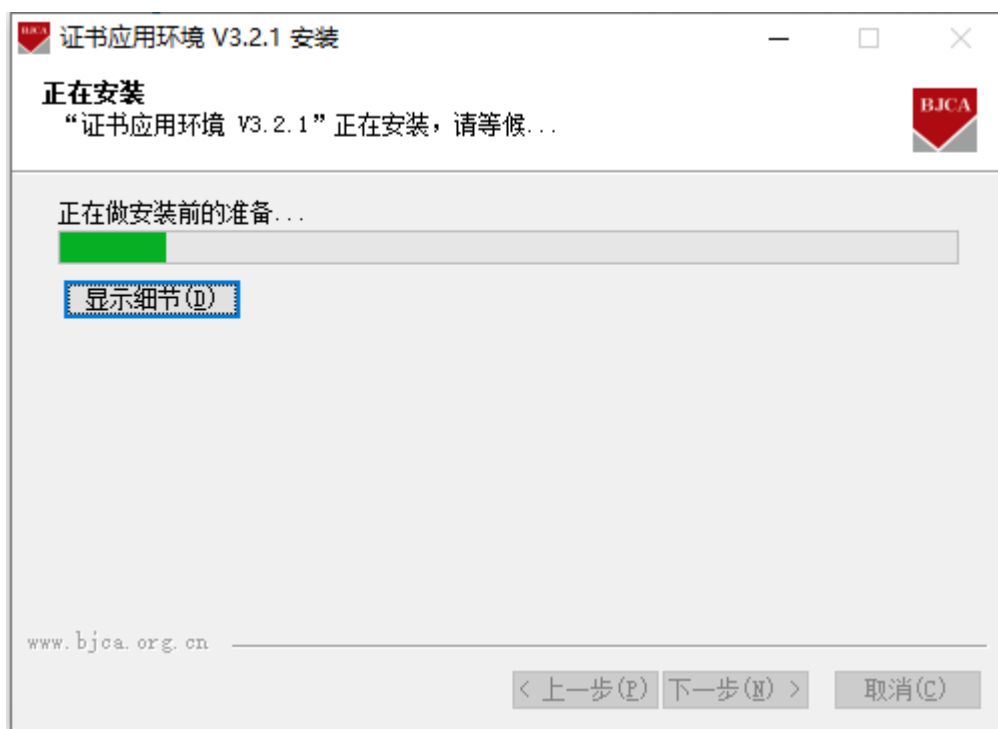 BJCA 证书应用环境 V3.2.1 安装
正在安装
“证书应用环境 V3.2.1”正在安装，请等候...
BJCA
正在做安装前的准备...
显示细节(D)
www.bjca.org.cn
< 上一步(P) 下一步(N) > 取消(C)